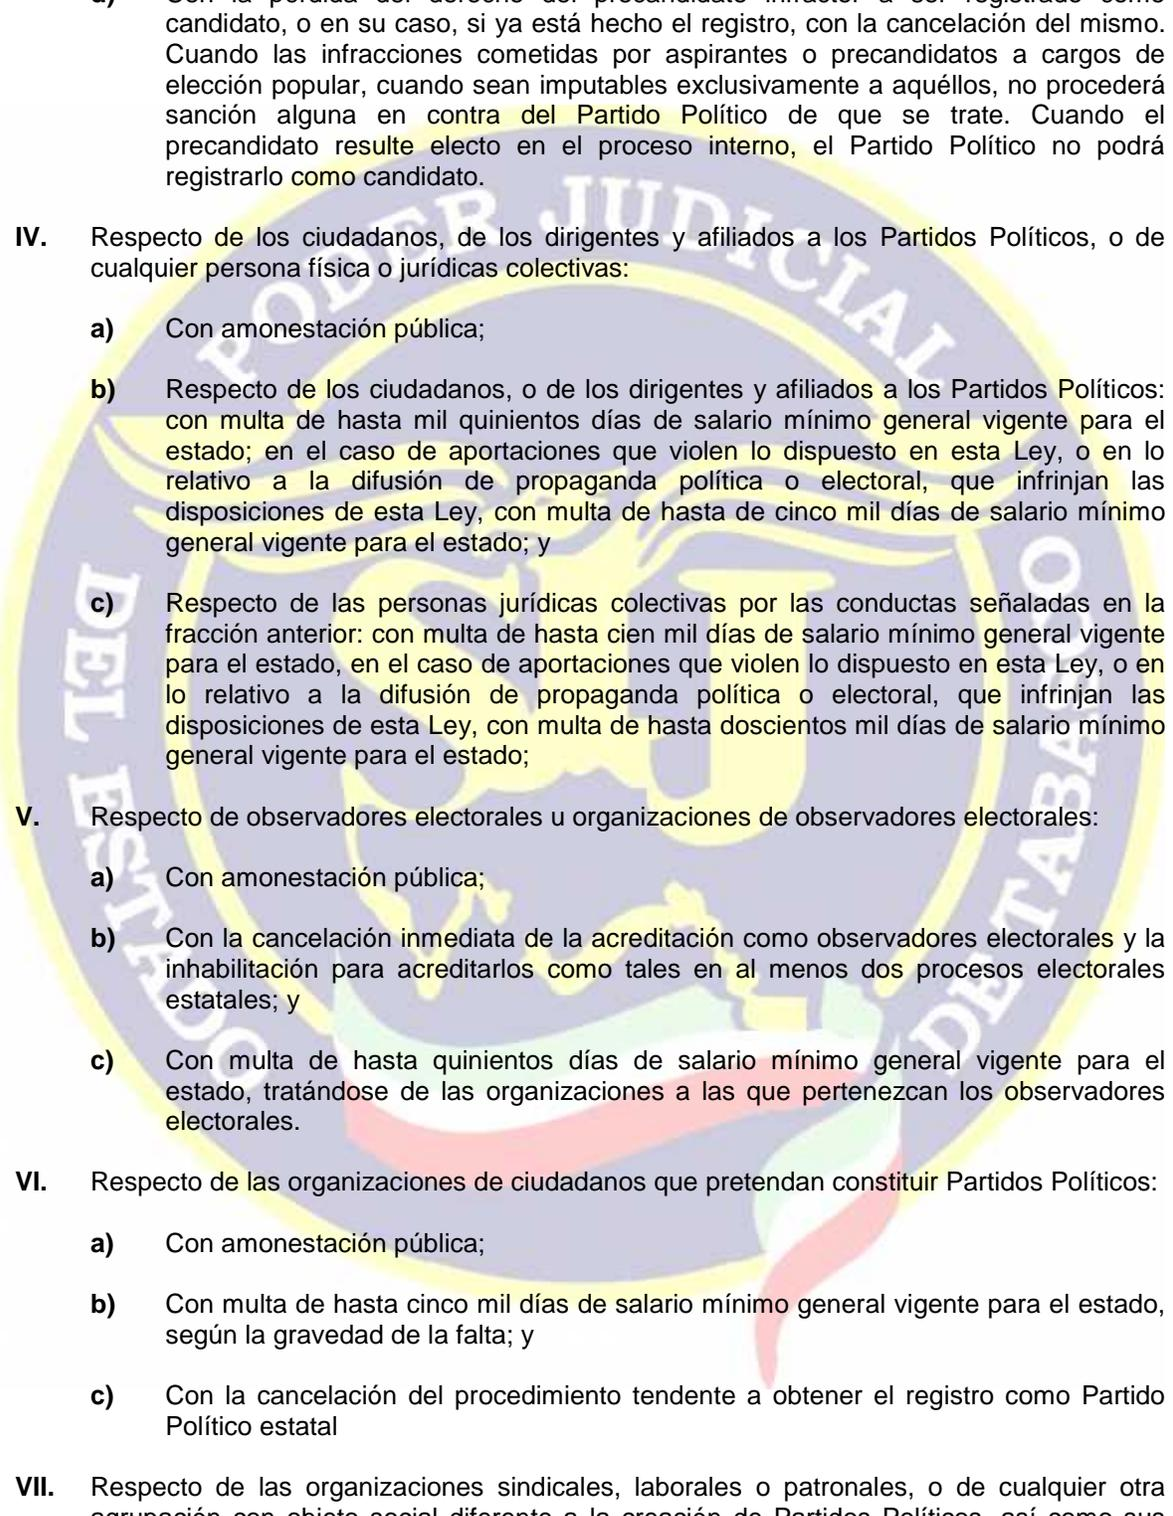 candidato, o en su caso, si ya está hecho el registro, con la cancelación del mismo.
Cuando las infracciones cometidas por aspirantes o precandidatos a cargos de
elección popular, cuando sean imputables exclusivamente a aquéllos, no procederá
sanción alguna en contra del Partido Político de que se trate. Cuando el
precandidato resulte electo en el proceso interno, el Partido Político no podrá
registrarlo como candidato.
IV. Respecto de los ciudadanos, de los dirigentes y afiliados a los Partidos Políticos, o de
cualquier persona física o jurídicas colectivas:
a) Con amonestación pública;
b) Respecto de los ciudadanos, o de los dirigentes y afiliados a los Partidos Políticos:
con multa de hasta mil quinientos días de salario mínimo general vigente para el
estado; en el caso de aportaciones que violen lo dispuesto en esta Ley, o en lo
relativo a la difusión de propaganda política o electoral, que infrinjan las
disposiciones de esta Ley, con multa de hasta de cinco mil días de salario mínimo
general vigente para el estado; y
c) Respecto de las personas jurídicas colectivas por las conductas señaladas en la
fracción anterior: con multa de hasta cien mil días de salario mínimo general vigente
para el estado, en el caso de aportaciones que violen lo dispuesto en esta Ley, o en
lo relativo a la difusión de propaganda política o electoral, que infrinjan las
disposiciones de esta Ley, con multa de hasta doscientos mil días de salario mínimo
general vigente para el estado;
V. Respecto de observadores electorales u organizaciones de observadores electorales:
a) Con amonestación pública;
b) Con la cancelación inmediata de la acreditación como observadores electorales y la
inhabilitación para acreditarlos como tales en al menos dos procesos electorales
estatales; y
c) Con multa de hasta quinientos días de salario mínimo general vigente para el
estado, tratándose de las organizaciones a las que pertenezcan los observadores
electorales.
VI. Respecto de las organizaciones de ciudadanos que pretendan constituir Partidos Políticos:
a) Con amonestación pública;
b) Con multa de hasta cinco mil días de salario mínimo general vigente para el estado,
según la gravedad de la falta; y
c) Con la cancelación del procedimiento tendente a obtener el registro como Partido
Político estatal
VII. Respecto de las organizaciones sindicales, laborales o patronales, o de cualquier otra
PODER JUDICIAL
DEL ESTADO
DE TABASCO
STJ